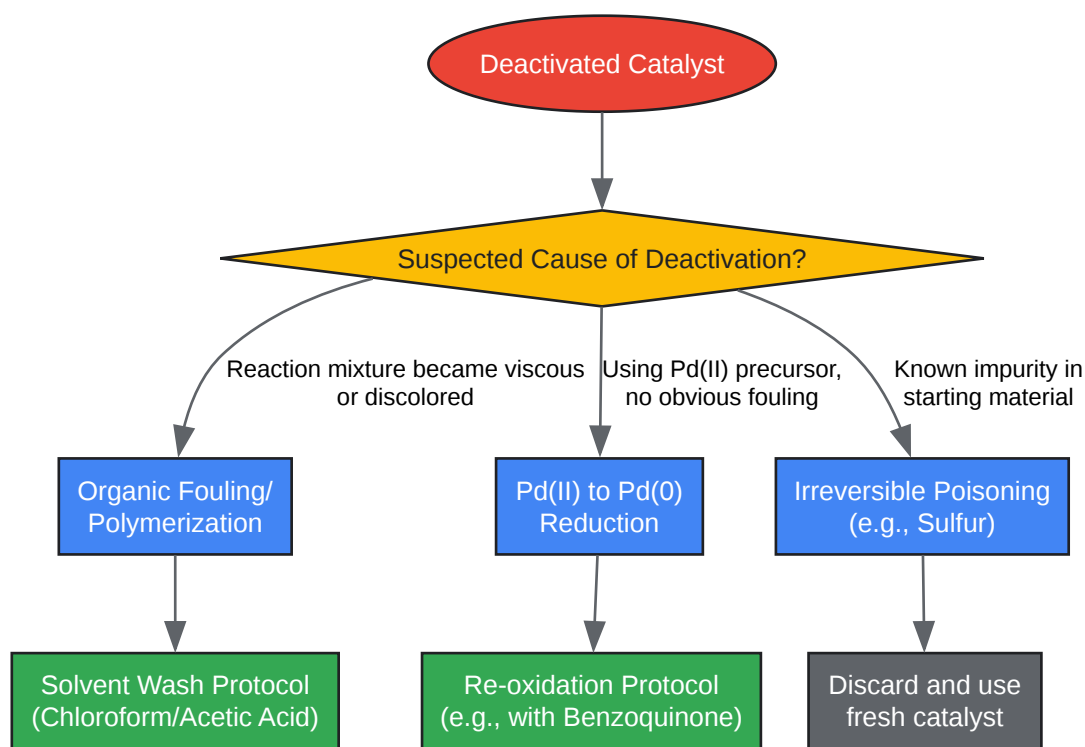 Deactivated Catalyst
Suspected Cause of Deactivation?
Reaction mixture became viscous
or discolored
Using Pd(II) precursor,
no obvious fouling
Known impurity in
starting material
Organic Fouling/
Polymerization
Pd(II) to Pd(0)
Reduction
Irreversible Poisoning
(e.g., Sulfur)
Solvent Wash Protocol
(Chloroform/Acetic Acid)
Re-oxidation Protocol
(e.g., with Benzoquinone)
Discard and use
fresh catalyst